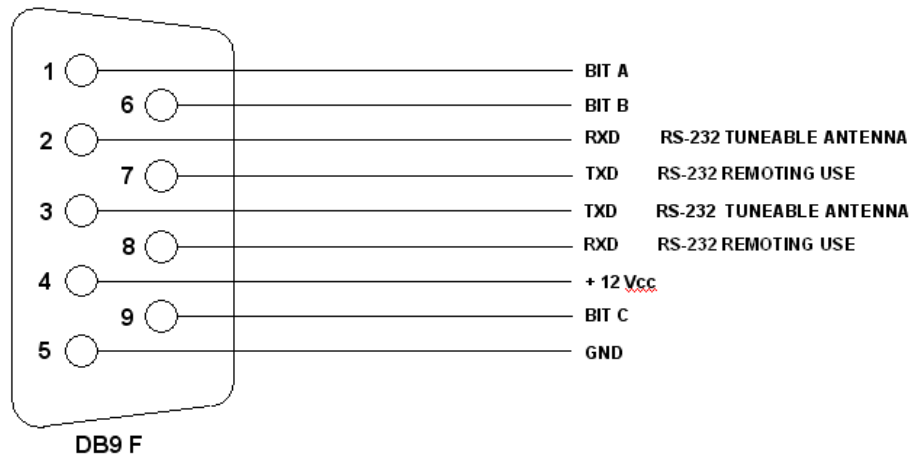 1 BIT A
6 BIT B
2 RXD RS-232 TUNEABLE ANTENNA
7 TXD RS-232 REMOTING USE
3 TXD RS-232 TUNEABLE ANTENNA
8 RXD RS-232 REMOTING USE
4 + 12 Vcc
9 BIT C
5 GND
DB9 F